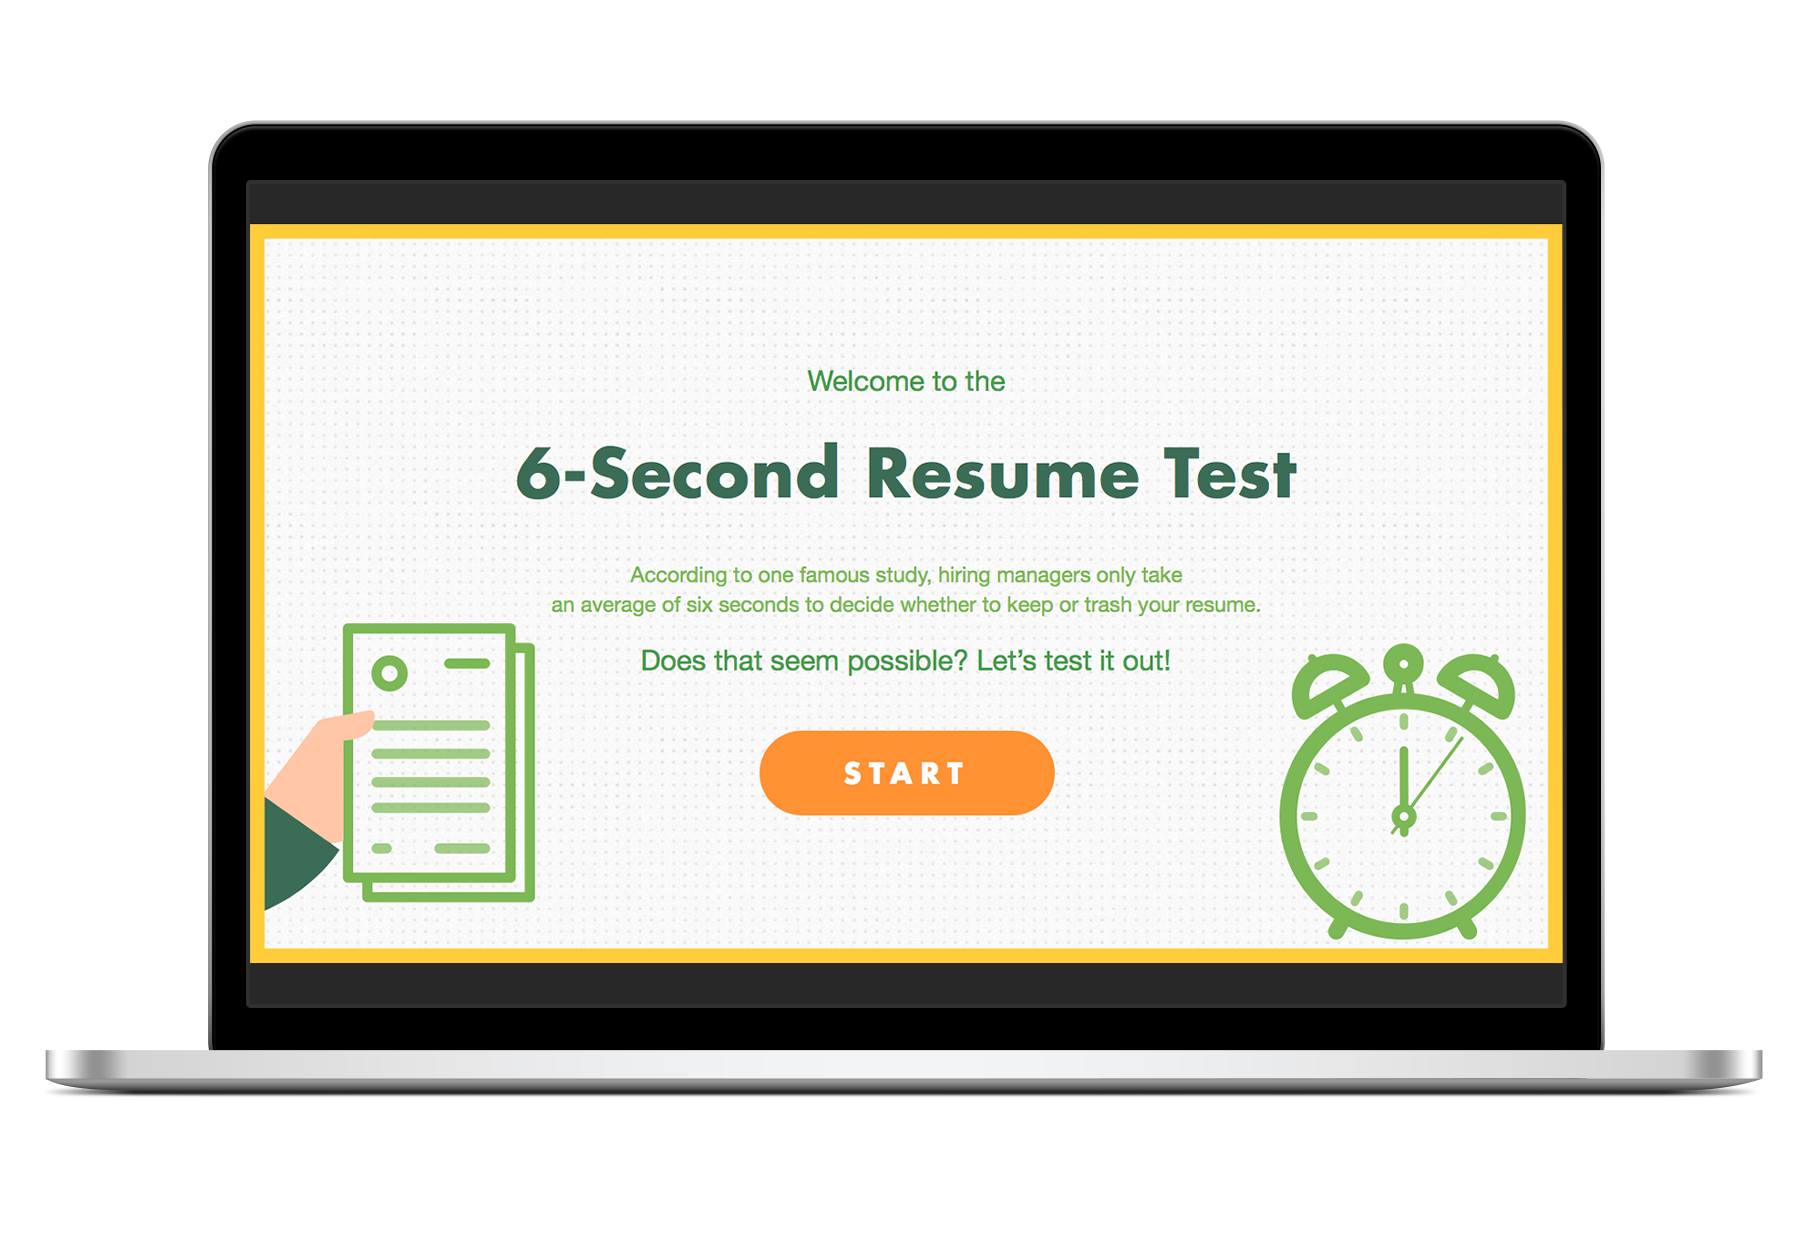 Welcome to the
6-Second Resume Test
According to one famous study, hiring managers only take
an average of six seconds to decide whether to keep or trash your resume.
Does that seem possible? Let’s test it out!
START